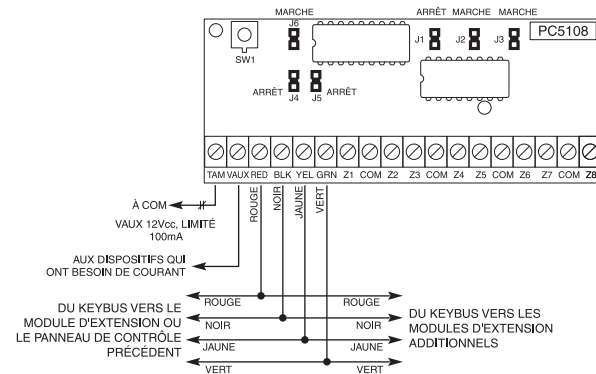 MARCHE
J6
ARRÊT MARCHE MARCHE
J1
J2
J3
PC5108
SW1
ARRÊT
J4
J5
ARRÊT
TAM VAUX RED BLK YEL GRN Z1 COM Z2 Z3 COM Z4 Z5 COM Z6 Z7 COM Z8
ROUGE
NOIR
JAUNE
VERT
À COM
VAUX 12Vcc, LIMITÉ
100mA
AUX DISPOSITIFS QUI
ONT BESOIN DE COURANT
DU KEYBUS VERS LE
MODULE D'EXTENSION OU
LE PANNEAU DE CONTRÔLE
PRÉCÉDENT
ROUGE
NOIR
JAUNE
VERT
ROUGE
NOIR
JAUNE
VERT
DU KEYBUS VERS LES
MODULES D'EXTENSION
ADDITIONNELS